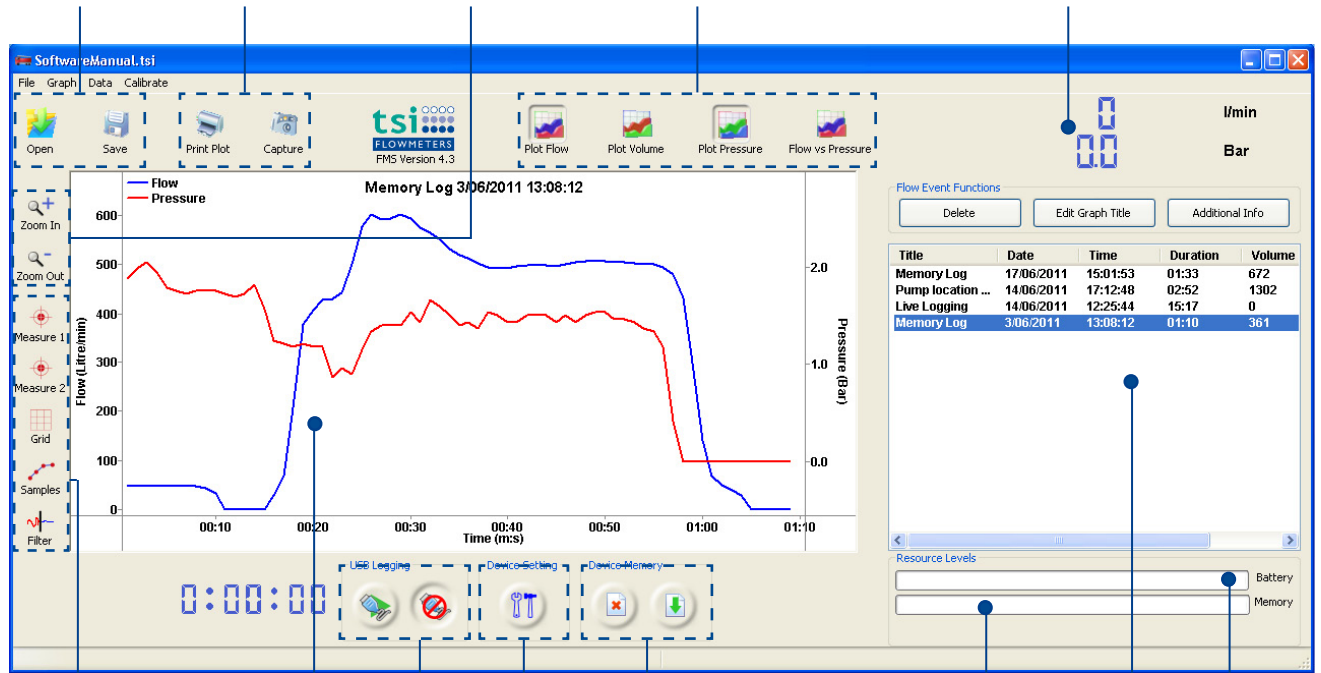 SoftwareManual.tsi
File Graph Data Calibrate
Open Save Print Plot Capture
tsi
FLOWMETERS
FMS Version 4.3
Plot Flow Plot Volume Plot Pressure Flow vs Pressure
0 l/min
0.0 Bar
Zoom In
Zoom Out
Measure 1
Measure 2
Grid
Samples
Filter
Flow
Pressure
Memory Log 3/06/2011 13:08:12
Flow (Litre/min)
600
500
400
300
200
100
0
2.0
1.0
0.0
Pressure (Bar)
00:10 00:20 00:30 00:40 00:50 01:00 01:10
Time (m:s)
Flow Event Functions
Delete Edit Graph Title Additional Info
Title Date Time Duration Volume
Memory Log 17/06/2011 15:01:53 01:33 672
Pump location ... 14/06/2011 17:12:48 02:52 1302
Live Logging 14/06/2011 12:25:44 15:17 0
Memory Log 3/06/2011 13:08:12 01:10 361
Resource Levels
Battery
Memory
0:00:00
USB Logging
Device Setting
Device Memory